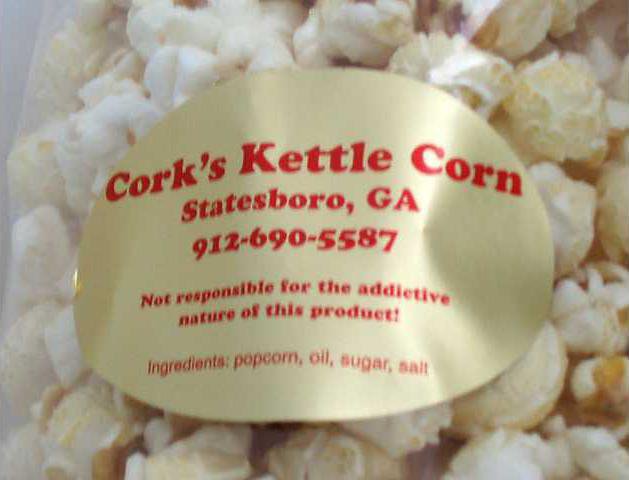 Cork's Kettle Corn
Statesboro, GA
912-690-5587
Not responsible for the addictive
nature of this product!
Ingredients: popcorn, oil, sugar, salt